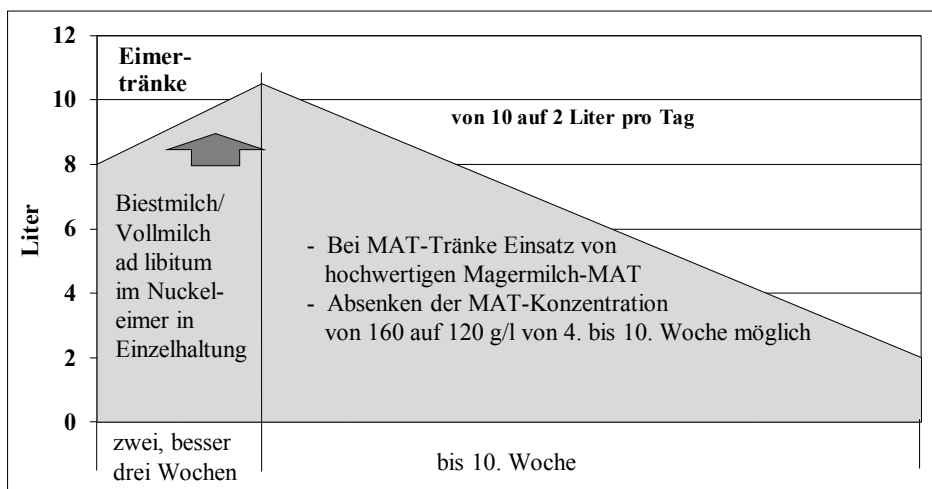 12
10
8
6
4
2
0
Liter
Eimer-
tränke
von 10 auf 2 Liter pro Tag
Biestmilch/
Vollmilch
ad libitum
im Nuckel-
eimer in
Einzelhaltung
- Bei MAT-Tränke Einsatz von
hochwertigen Magermilch-MAT
- Absenken der MAT-Konzentration
von 160 auf 120 g/l von 4. bis 10. Woche möglich
zwei, besser
drei Wochen
bis 10. Woche